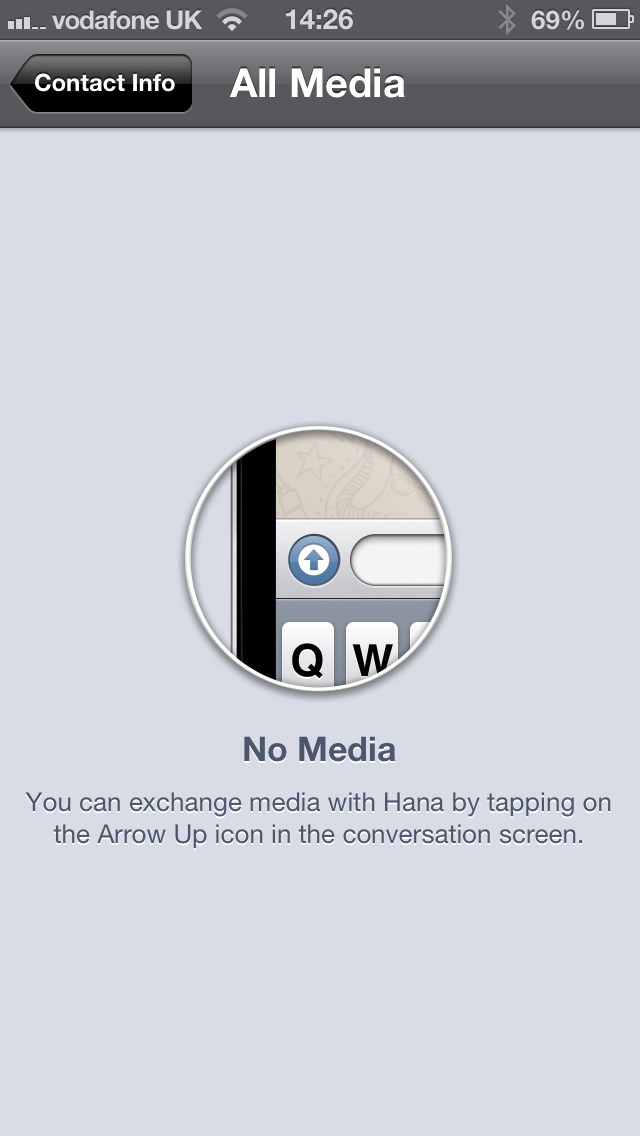 vodafone UK 14:26 69%
Contact Info All Media
Q W
No Media
You can exchange media with Hana by tapping on
the Arrow Up icon in the conversation screen.